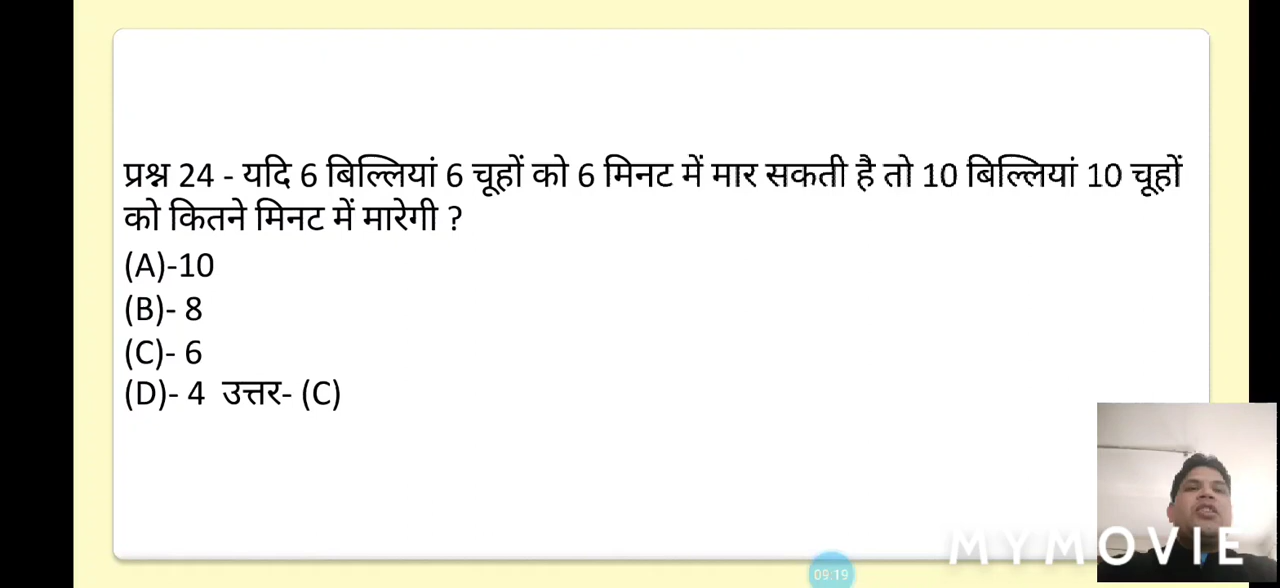 प्रश्न 24 - यदि 6 बिल्लियां 6 चूहों को 6 मिनट में मार सकती है तो 10 बिल्लियां 10 चूहों
को कितने मिनट में मारेगी ?
(A)-10
(B)- 8
(C)- 6
(D)- 4 उत्तर- (C)
MYMOVIE
09:19